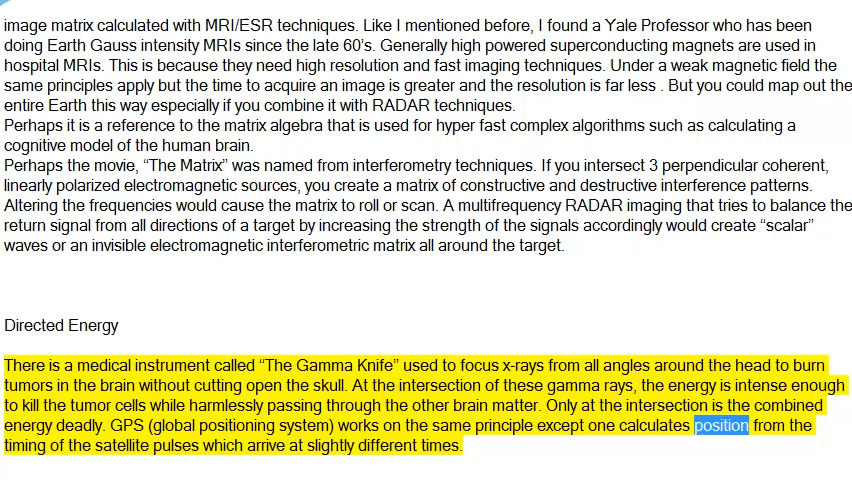 image matrix calculated with MRI/ESR techniques. Like I mentioned before, I found a Yale Professor who has been
doing Earth Gauss intensity MRIs since the late 60’s. Generally high powered superconducting magnets are used in
hospital MRIs. This is because they need high resolution and fast imaging techniques. Under a weak magnetic field the
same principles apply but the time to acquire an image is greater and the resolution is far less . But you could map out the
entire Earth this way especially if you combine it with RADAR techniques.
Perhaps it is a reference to the matrix algebra that is used for hyper fast complex algorithms such as calculating a
cognitive model of the human brain.
Perhaps the movie, “The Matrix” was named from interferometry techniques. If you intersect 3 perpendicular coherent,
linearly polarized electromagnetic sources, you create a matrix of constructive and destructive interference patterns.
Altering the frequencies would cause the matrix to roll or scan. A multifrequency RADAR imaging that tries to balance the
return signal from all directions of a target by increasing the strength of the signals accordingly would create “scalar”
waves or an invisible electromagnetic interferometric matrix all around the target.
Directed Energy
There is a medical instrument called “The Gamma Knife” used to focus x-rays from all angles around the head to burn
tumors in the brain without cutting open the skull. At the intersection of these gamma rays, the energy is intense enough
to kill the tumor cells while harmlessly passing through the other brain matter. Only at the intersection is the combined
energy deadly. GPS (global positioning system) works on the same principle except one calculates position from the
timing of the satellite pulses which arrive at slightly different times.